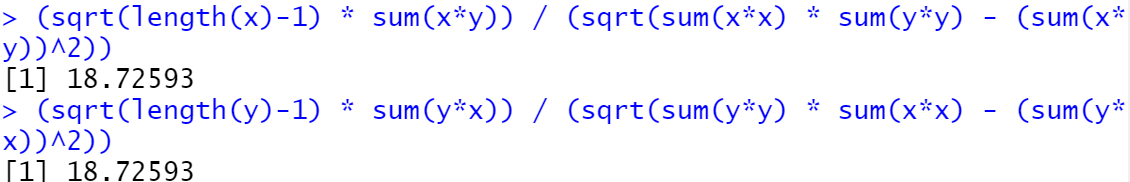 > (sqrt(length(x)-1) * sum(x*y)) / (sqrt(sum(x*x) * sum(y*y) - (sum(x*
y))^2))
[1] 18.72593
> (sqrt(length(y)-1) * sum(y*x)) / (sqrt(sum(y*y) * sum(x*x) - (sum(y*
x))^2))
[1] 18.72593